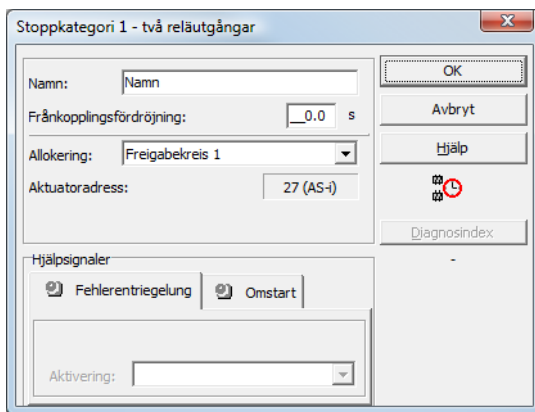 Stoppkategori 1 - två reläutgångar
Namn: Namn
Frånkopplingsfördröjning: __0.0 s
Allokering: Freigabekreis 1
Aktuatoradress: 27 (AS-i)
OK
Avbryt
Hjälp
Diagnosindex
-
Hjälpsignaler
Fehlerentriegelung Omstart
Aktivering: